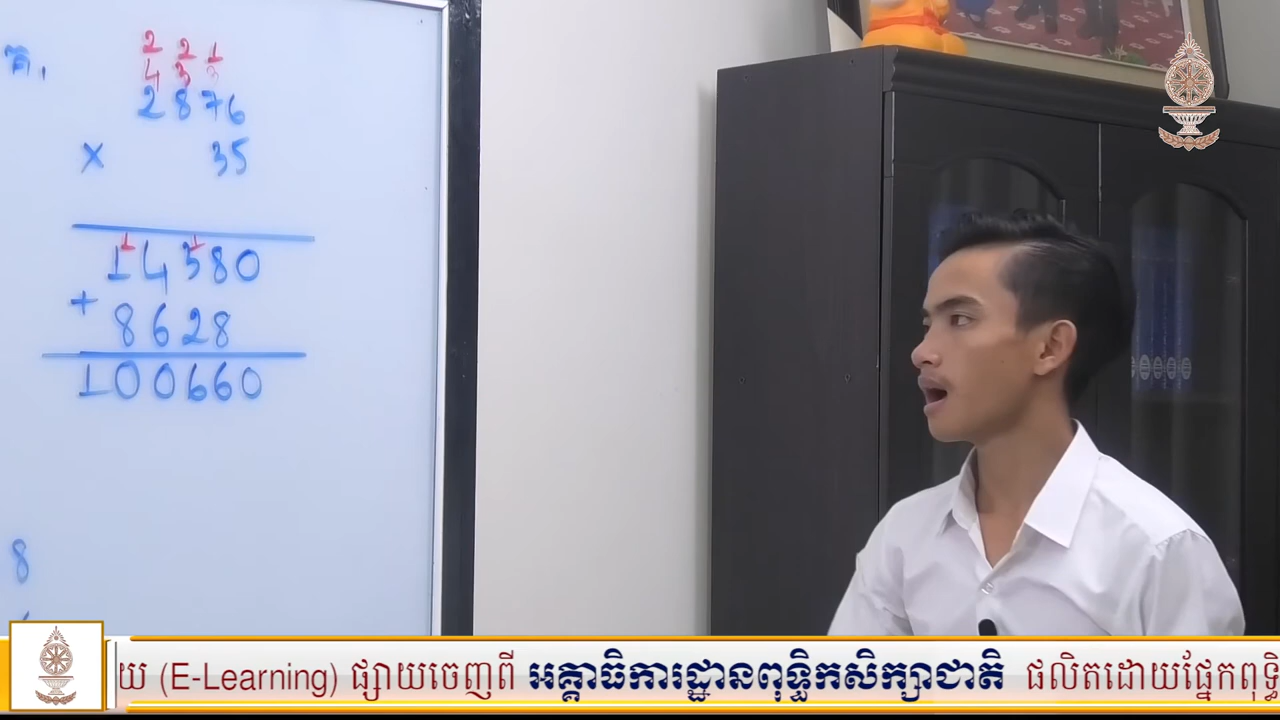 គ.
2 2 1
4 3 3
2876
× 35
1 1
14380
+ 8628
100660
8
យ (E-Learning) ផ្សាយចេញពី អគ្គាធិការដ្ឋានពុទ្ធិកសិក្សាជាតិ ផលិតដោយផ្នែកពុទ្ធិ